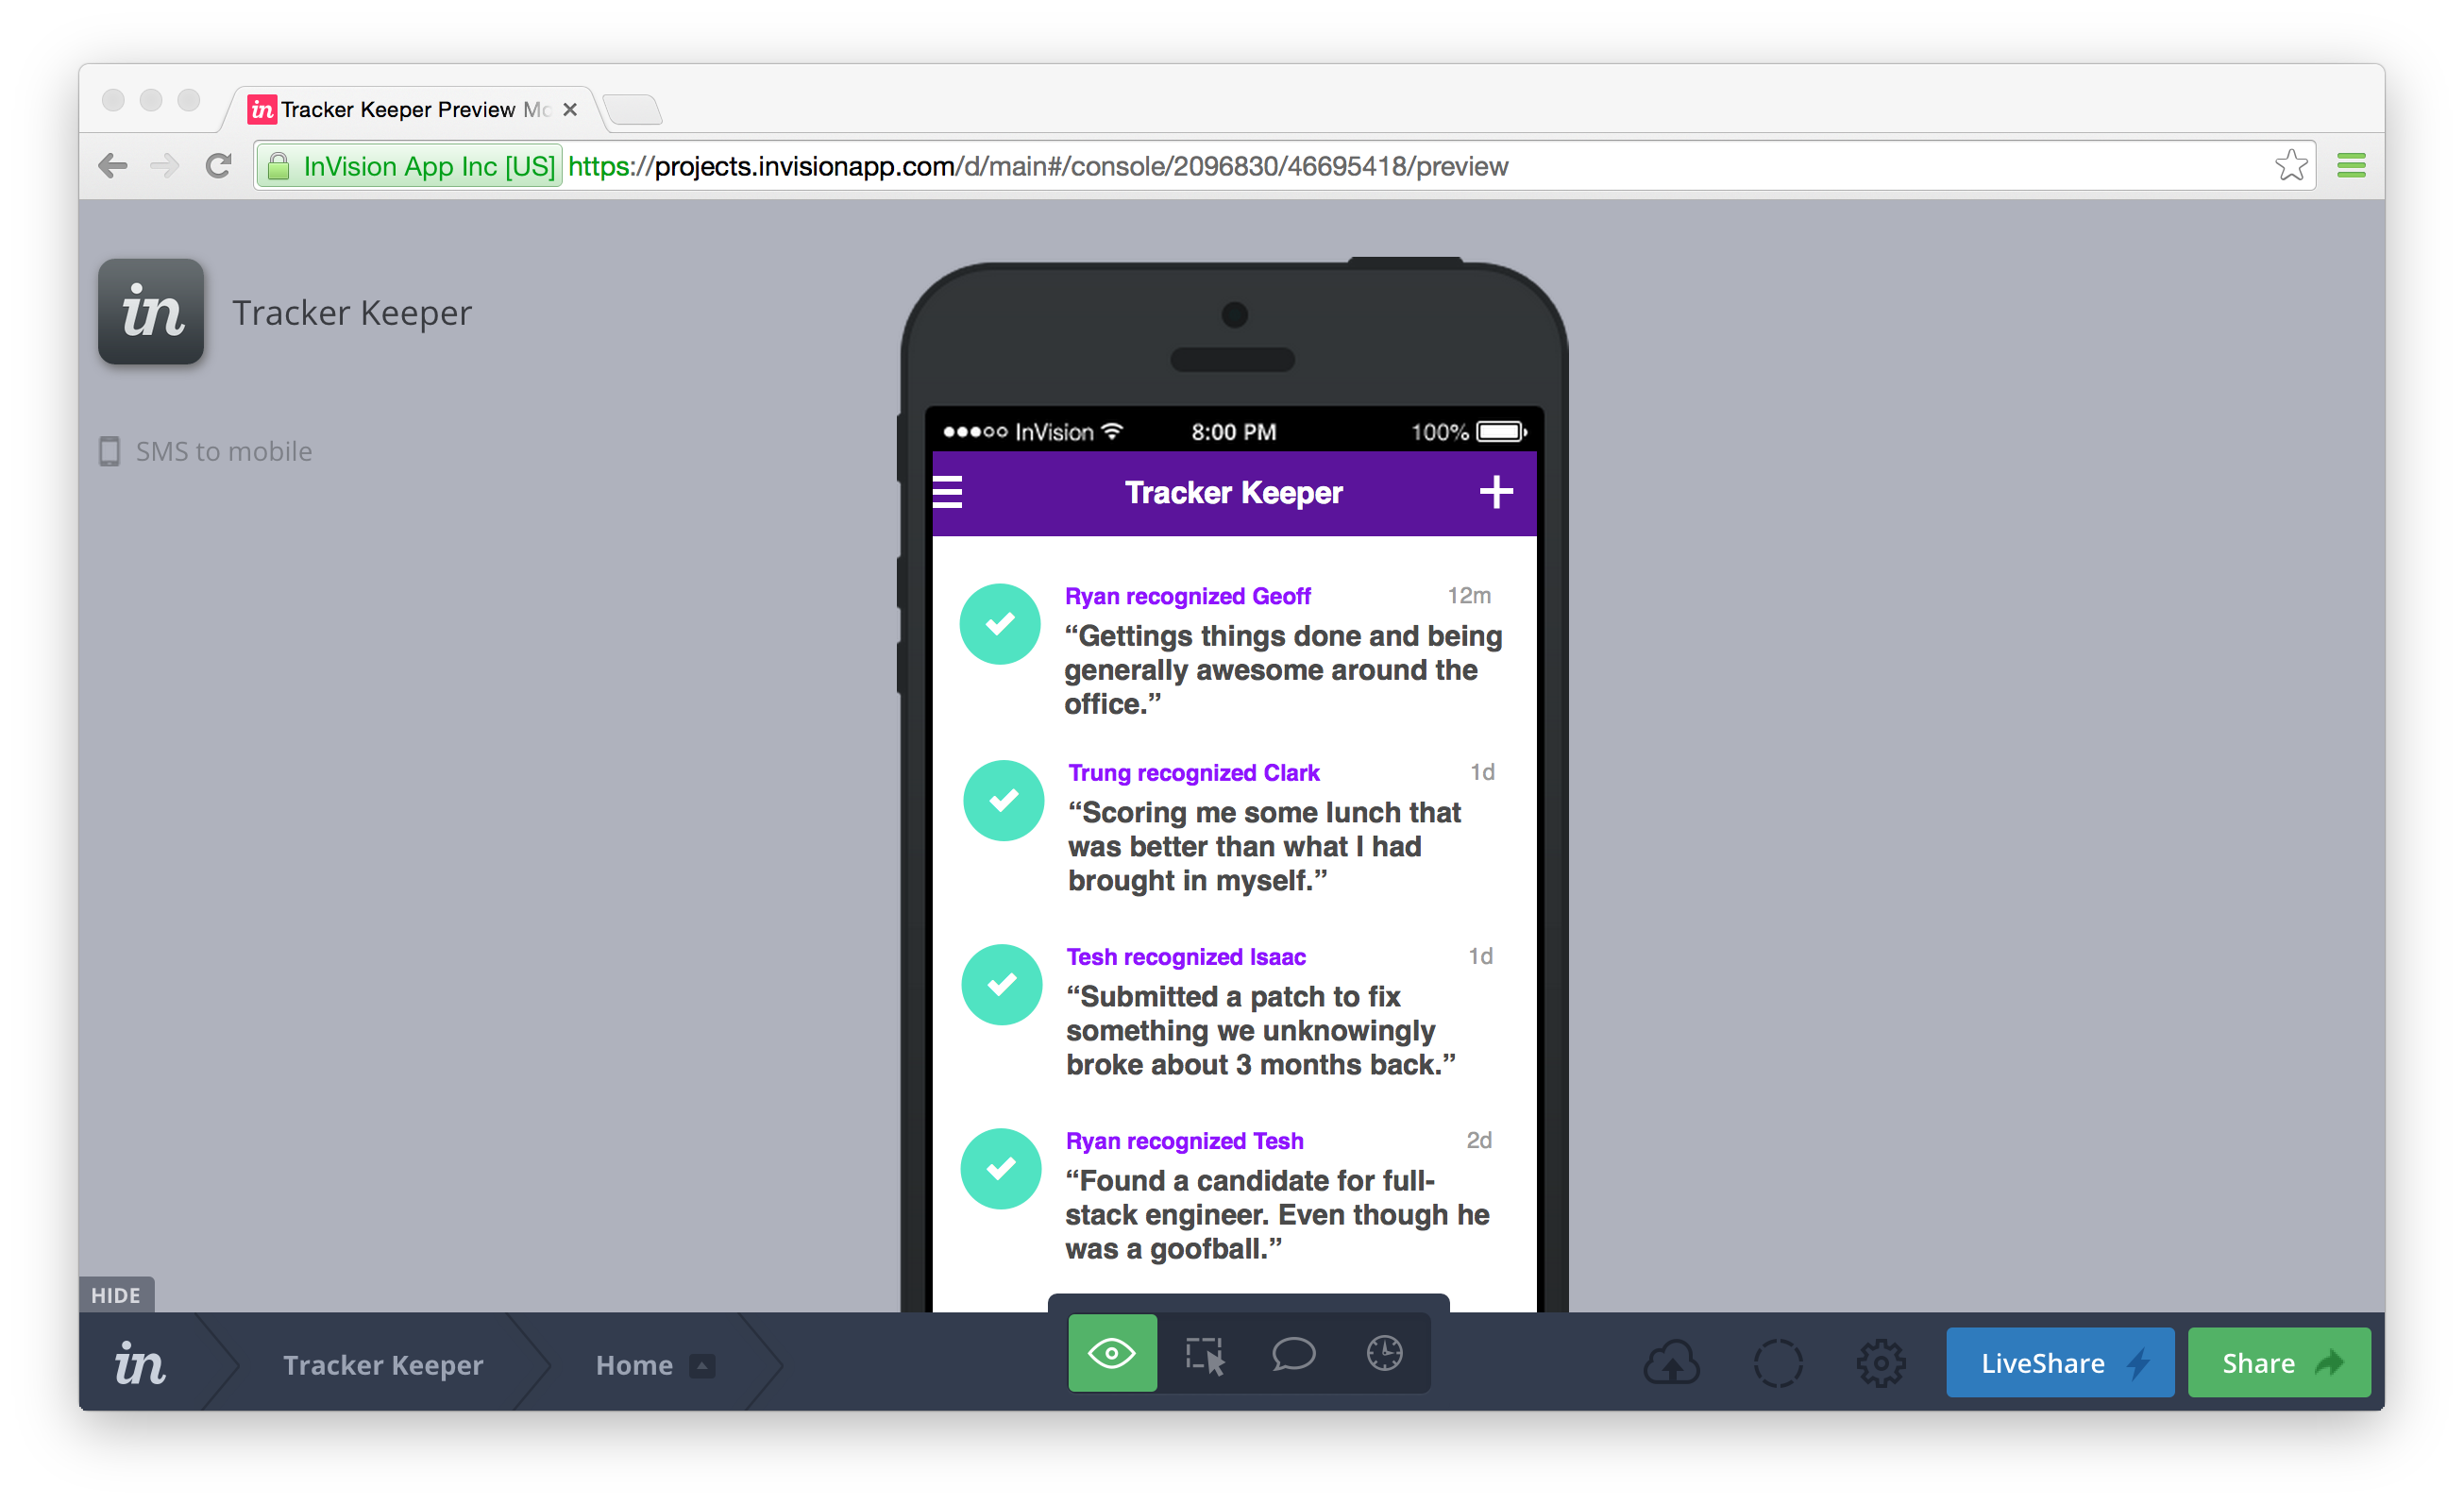 in Tracker Keeper Preview Mo
InVision App Inc [US] https://projects.invisionapp.com/d/main#/console/2096830/46695418/preview
in Tracker Keeper
SMS to mobile
InVision 8:00 PM 100%
Tracker Keeper
Ryan recognized Geoff 12m
“Gettings things done and being
generally awesome around the
office.”
Trung recognized Clark 1d
“Scoring me some lunch that
was better than what I had
brought in myself.”
Tesh recognized Isaac 1d
“Submitted a patch to fix
something we unknowingly
broke about 3 months back.”
Ryan recognized Tesh 2d
“Found a candidate for full-
stack engineer. Even though he
was a goofball.”
HIDE
in Tracker Keeper Home LiveShare Share